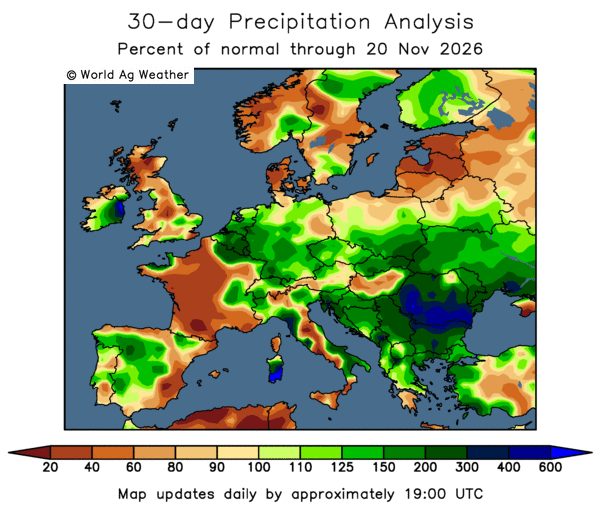 30-day Precipitation Analysis
Percent of normal through 20 Nov 2026
© World Ag Weather
20 40 60 80 90 100 110 125 150 200 300 400 600
Map updates daily by approximately 19:00 UTC